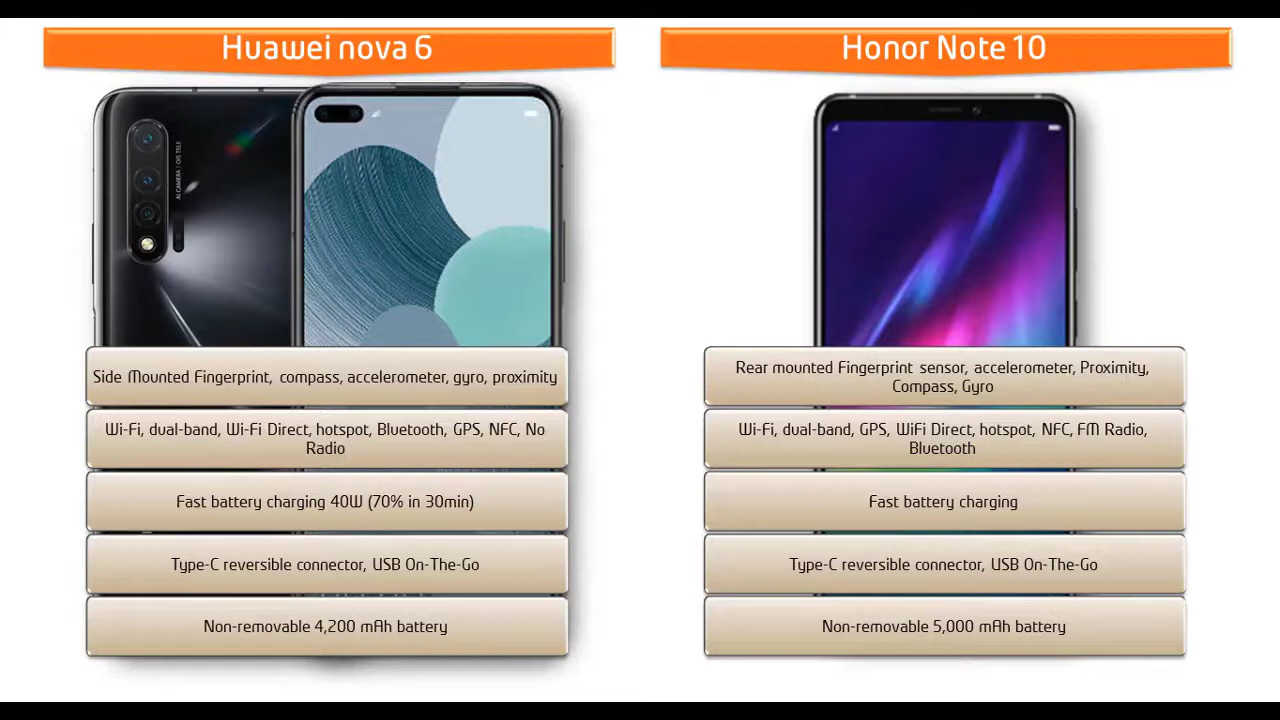 Huawei nova 6
Honor Note 10
AI CAMERA | OIS TELE
Side Mounted Fingerprint, compass, accelerometer, gyro, proximity
Rear mounted Fingerprint sensor, accelerometer, Proximity,
Compass, Gyro
Wi-Fi, dual-band, Wi-Fi Direct, hotspot, Bluetooth, GPS, NFC, No
Radio
Wi-Fi, dual-band, GPS, WiFi Direct, hotspot, NFC, FM Radio,
Bluetooth
Fast battery charging 40W (70% in 30min)
Fast battery charging
Type-C reversible connector, USB On-The-Go
Type-C reversible connector, USB On-The-Go
Non-removable 4,200 mAh battery
Non-removable 5,000 mAh battery